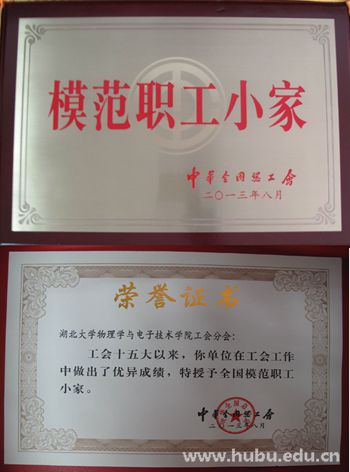 模范职工小家
中华全国总工会
二〇一三年八月
荣誉证书
湖北大学物理学与电子技术学院工会分会:
工会十五大以来，你单位在工会工作
中做出了优异成绩，特授予全国模范职工
小家。
中华全国总工会
二〇一三年八月
www.hubu.edu.cn